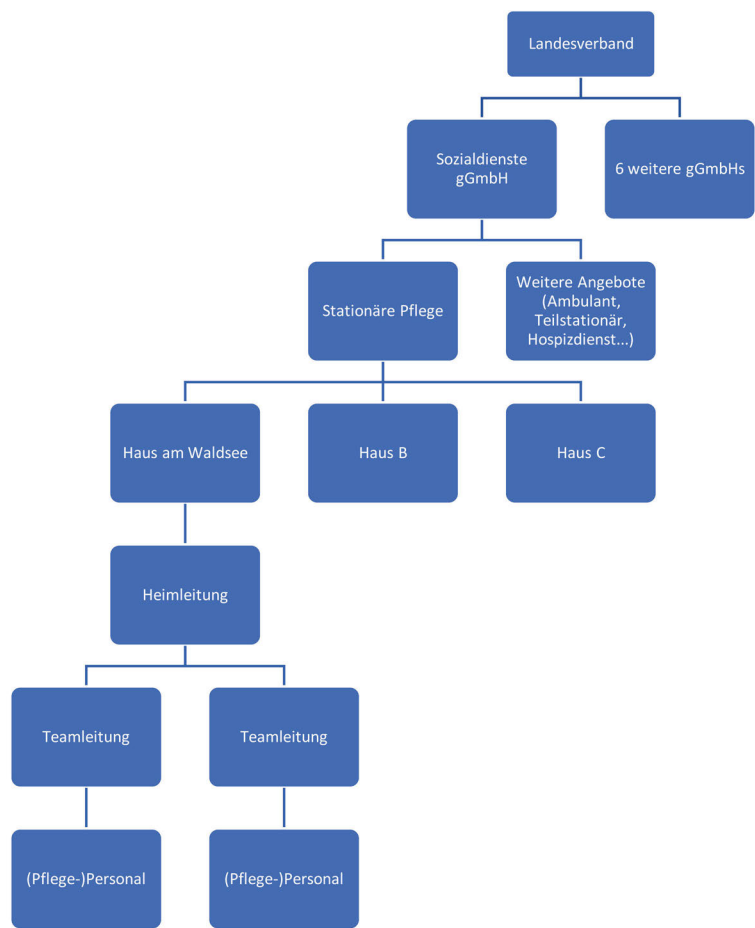 Landesverband
Sozialdienste
gGmbH
6 weitere gGmbHs
Stationäre Pflege
Weitere Angebote
(Ambulant,
Teilstationär,
Hospizdienst...)
Haus am Waldsee
Haus B
Haus C
Heimleitung
Teamleitung
Teamleitung
(Pflege-)Personal
(Pflege-)Personal